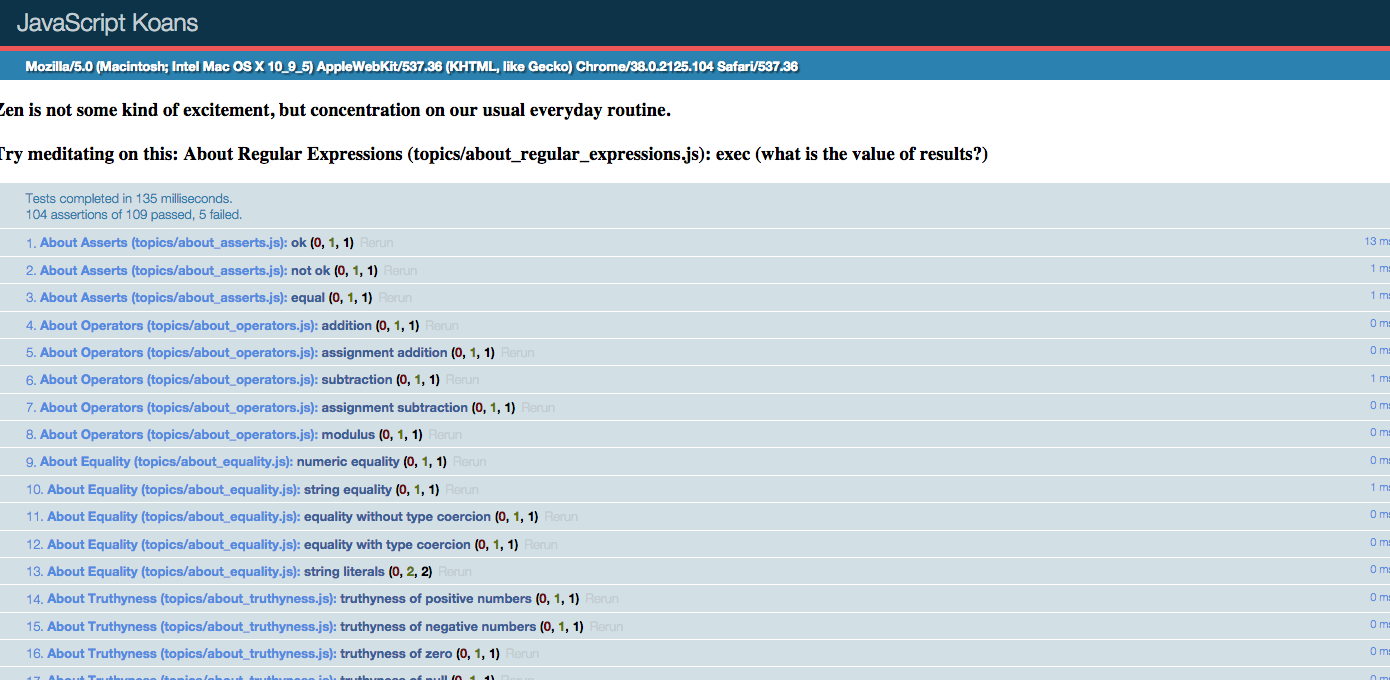 JavaScript Koans
Mozilla/5.0 (Macintosh; Intel Mac OS X 10_9_5) AppleWebKit/537.36 (KHTML, like Gecko) Chrome/38.0.2125.104 Safari/537.36
Zen is not some kind of excitement, but concentration on our usual everyday routine.
Try meditating on this: About Regular Expressions (topics/about_regular_expressions.js): exec (what is the value of results?)
Tests completed in 135 milliseconds.
104 assertions of 109 passed, 5 failed.
1. About Asserts (topics/about_asserts.js): ok (0, 1, 1) Rerun 13 ms
2. About Asserts (topics/about_asserts.js): not ok (0, 1, 1) Rerun 1 ms
3. About Asserts (topics/about_asserts.js): equal (0, 1, 1) Rerun 1 ms
4. About Operators (topics/about_operators.js): addition (0, 1, 1) Rerun 0 ms
5. About Operators (topics/about_operators.js): assignment addition (0, 1, 1) Rerun 0 ms
6. About Operators (topics/about_operators.js): subtraction (0, 1, 1) Rerun 1 ms
7. About Operators (topics/about_operators.js): assignment subtraction (0, 1, 1) Rerun 0 ms
8. About Operators (topics/about_operators.js): modulus (0, 1, 1) Rerun 0 ms
9. About Equality (topics/about_equality.js): numeric equality (0, 1, 1) Rerun 0 ms
10. About Equality (topics/about_equality.js): string equality (0, 1, 1) Rerun 1 ms
11. About Equality (topics/about_equality.js): equality without type coercion (0, 1, 1) Rerun 0 ms
12. About Equality (topics/about_equality.js): equality with type coercion (0, 1, 1) Rerun 0 ms
13. About Equality (topics/about_equality.js): string literals (0, 2, 2) Rerun 0 ms
14. About Truthyness (topics/about_truthyness.js): truthyness of positive numbers (0, 1, 1) Rerun 0 ms
15. About Truthyness (topics/about_truthyness.js): truthyness of negative numbers (0, 1, 1) Rerun 0 ms
16. About Truthyness (topics/about_truthyness.js): truthyness of zero (0, 1, 1) Rerun 0 ms
17. About Truthyness (topics/about_truthyness.js): truthyness of null (0, 1, 1) Rerun 0 ms